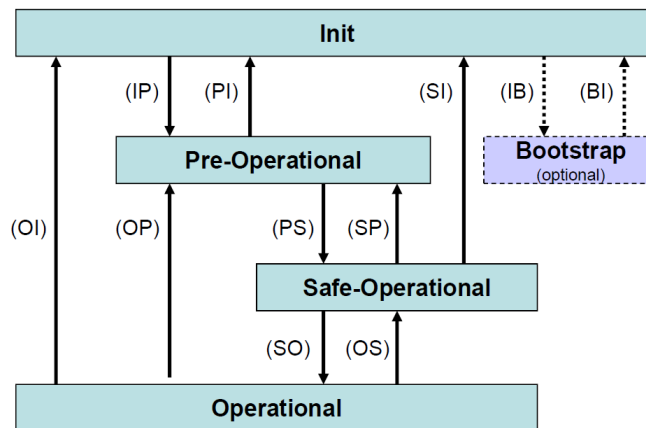 Init
(IP) (PI) (SI) (IB) (BI)
Pre-Operational
Bootstrap
(optional)
(OI) (OP) (PS) (SP)
Safe-Operational
(SO) (OS)
Operational